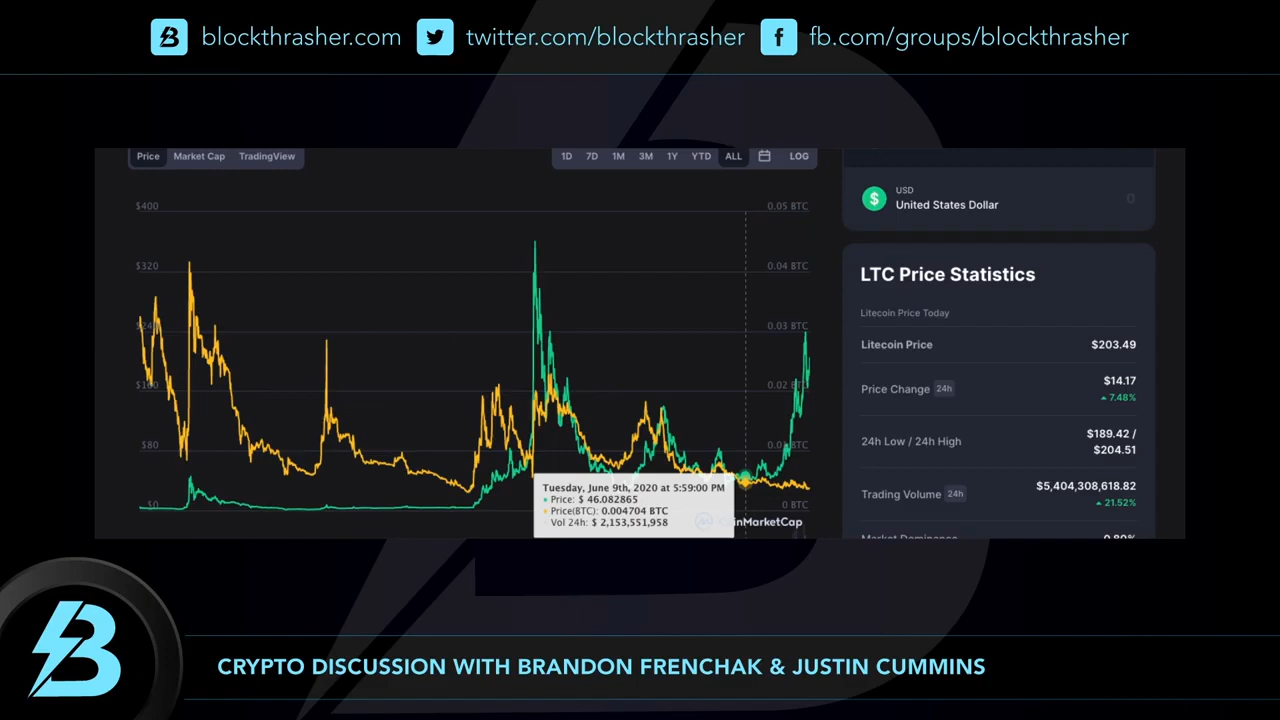 blockthrasher.com
twitter.com/blockthrasher
fb.com/groups/blockthrasher
Price Market Cap TradingView
1D 7D 1M 3M 1Y YTD ALL LOG
USD
United States Dollar
0
$400
0.05 BTC
$320
0.04 BTC
0.03 BTC
0.02 BTC
$80
$0
0 BTC
Tuesday, June 9th, 2020 at 5:59:00 PM
Price: $ 46.082865
Price(BTC): 0.004704 BTC
Vol 24h: $ 2,153,551,958
LTC Price Statistics
Litecoin Price Today
Litecoin Price $203.49
Price Change 24h $14.17
7.48%
24h Low / 24h High $189.42 /
$204.51
Trading Volume 24h $5,404,308,618.82
21.52%
CRYPTO DISCUSSION WITH BRANDON FRENCHAK & JUSTIN CUMMINS